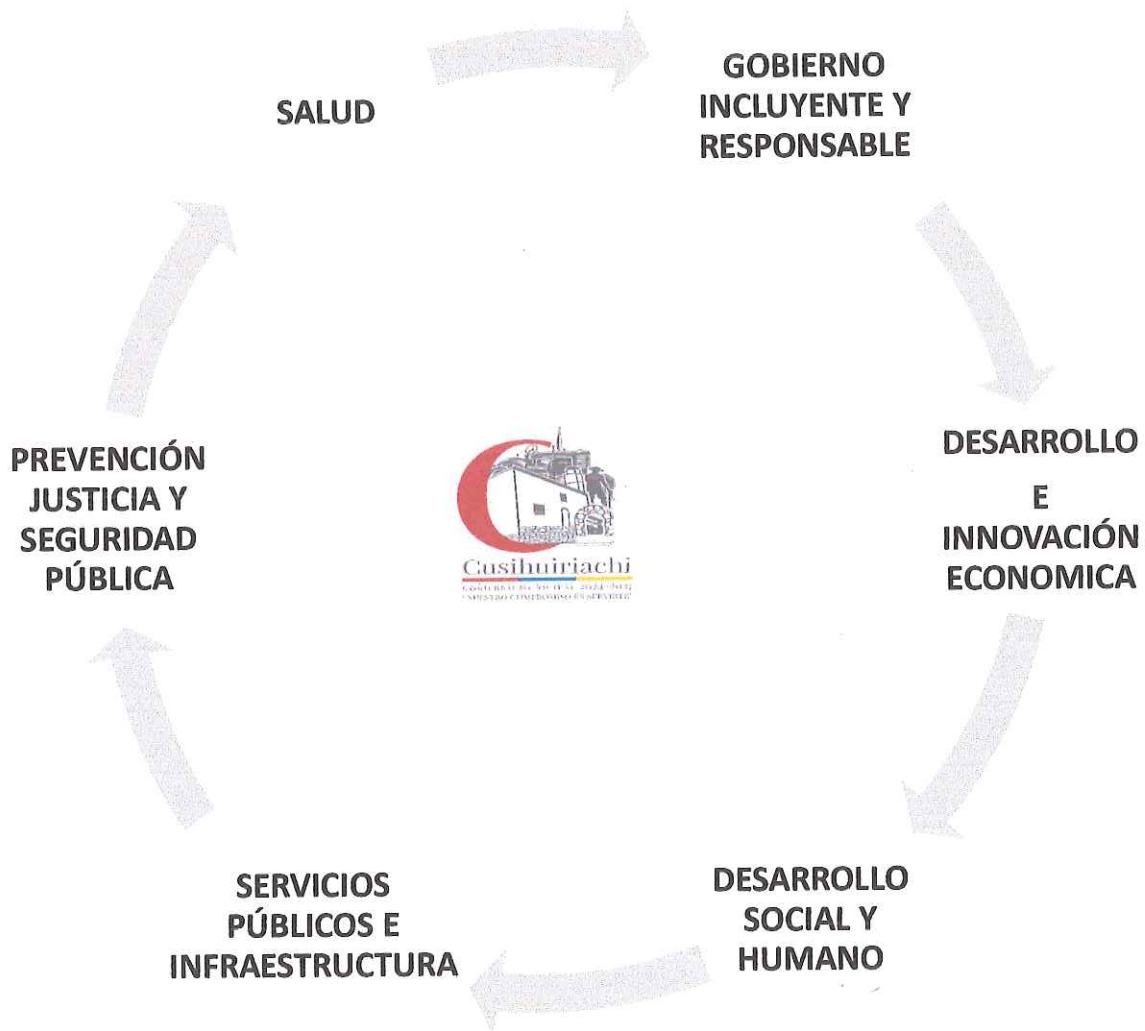 SALUD
GOBIERNO
INCLUYENTE Y
RESPONSABLE
DESARROLLO
E
INNOVACIÓN
ECONOMICA
DESARROLLO
SOCIAL Y
HUMANO
SERVICIOS
PÚBLICOS E
INFRAESTRUCTURA
PREVENCIÓN
JUSTICIA Y
SEGURIDAD
PÚBLICA
Cusihuiriachi